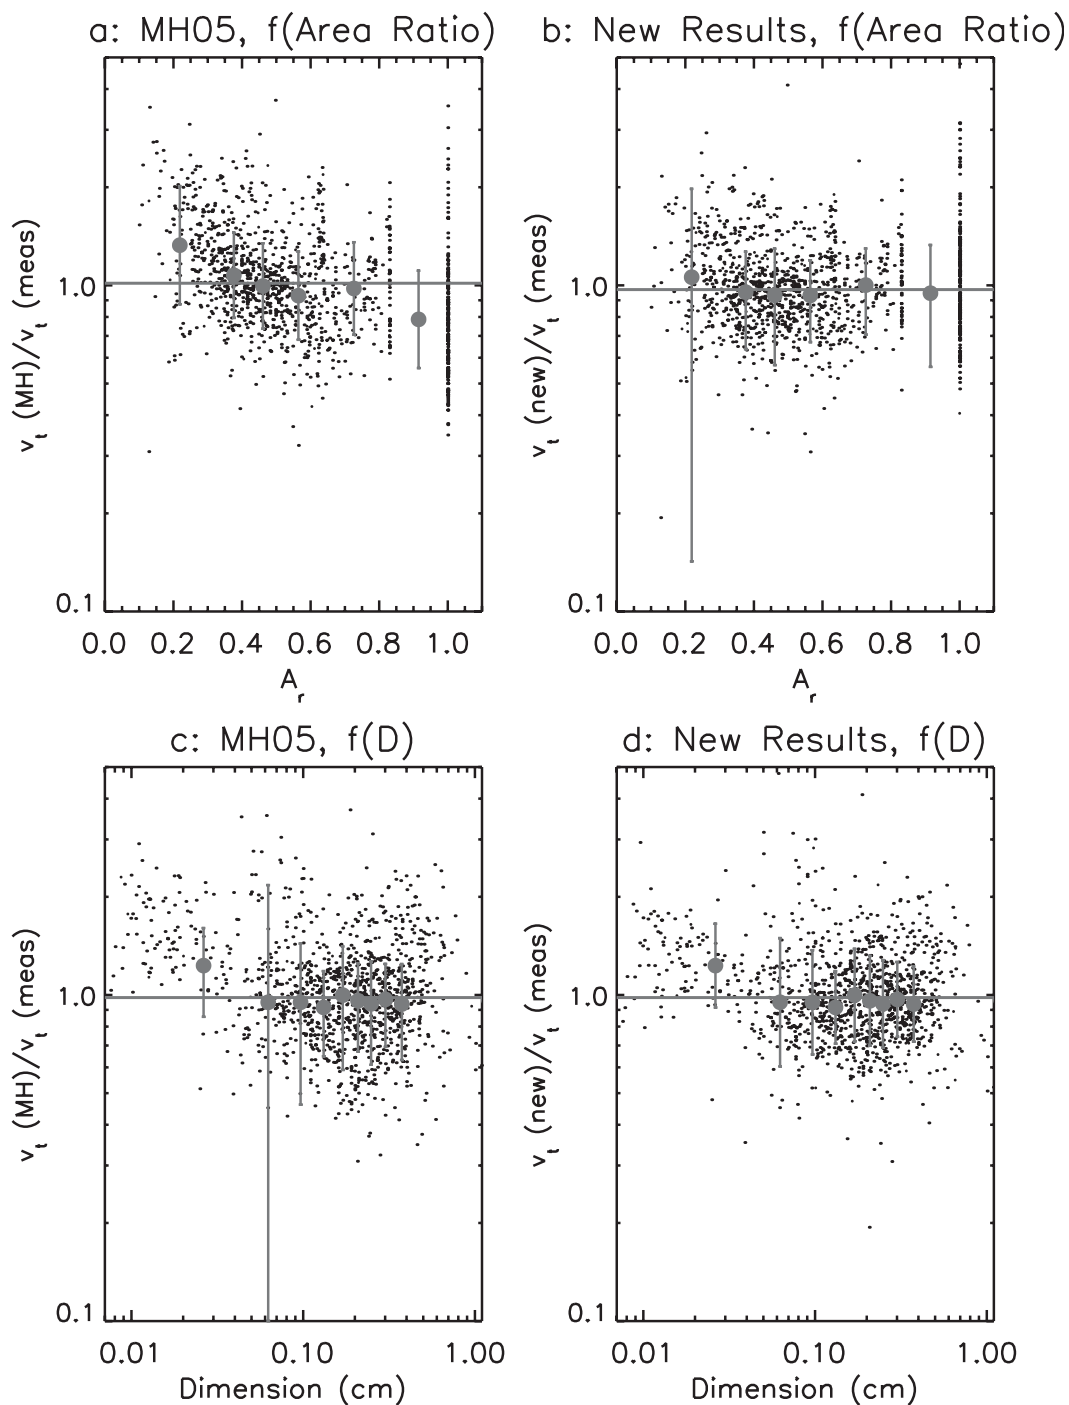 a: MH05, f(Area Ratio)
b: New Results, f(Area Ratio)
v_t (MH)/v_t (meas)
1.0
0.1
0.0 0.2 0.4 0.6 0.8 1.0
A_r
v_t (new)/v_t (meas)
1.0
0.1
0.0 0.2 0.4 0.6 0.8 1.0
A_r
c: MH05, f(D)
d: New Results, f(D)
v_t (MH)/v_t (meas)
1.0
0.1
0.01 0.10 1.00
Dimension (cm)
v_t (new)/v_t (meas)
1.0
0.1
0.01 0.10 1.00
Dimension (cm)